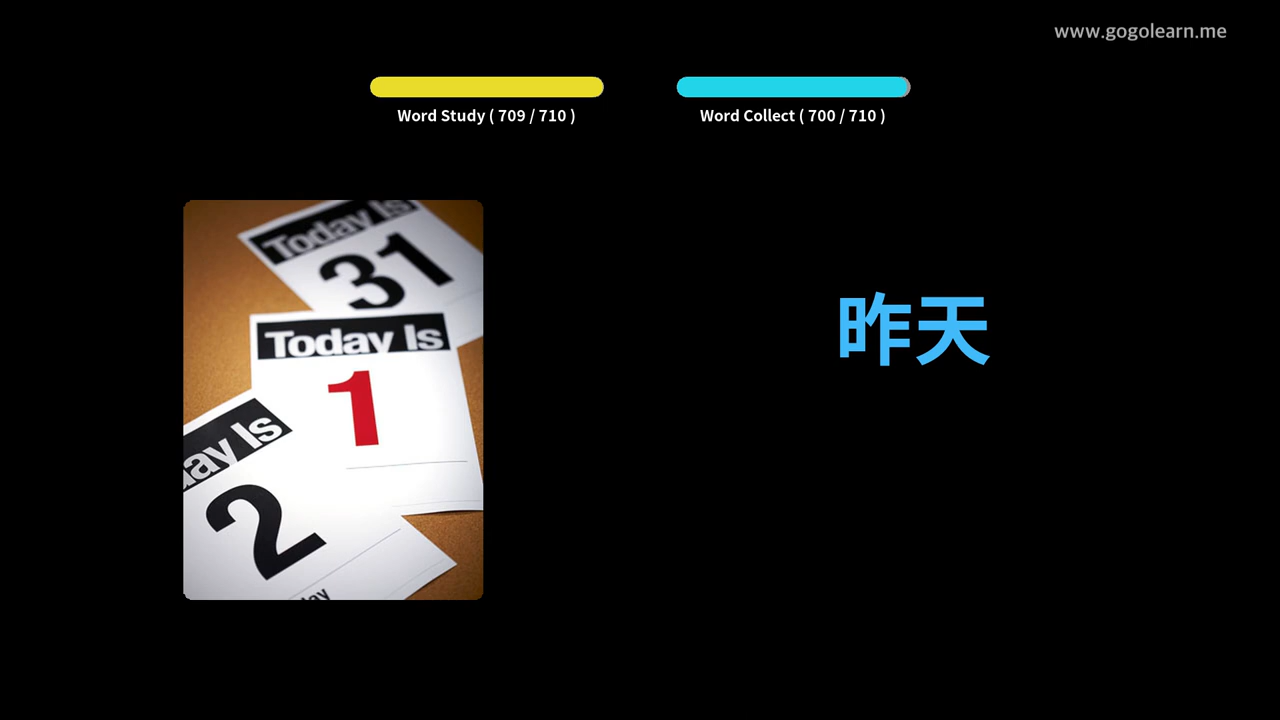 www.gogolearn.me
Word Study ( 709 / 710 )
Word Collect ( 700 / 710 )
Today Is
31
Today Is
1
昨天
ay Is
2